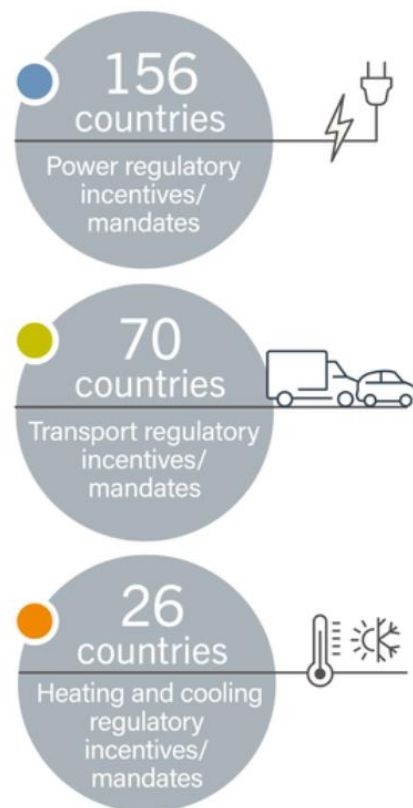 156
countries
Power regulatory
incentives/
mandates
70
countries
Transport regulatory
incentives/
mandates
26
countries
Heating and cooling
regulatory
incentives/
mandates